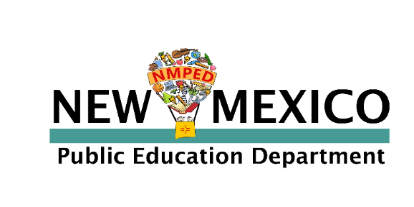 NMPED
NEW MEXICO
Public Education Department